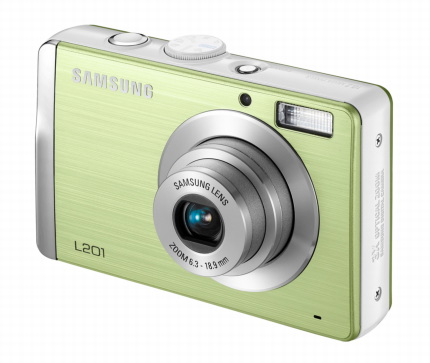 SAMSUNG
SAMSUNG LENS
ZOOM 6.3 - 18.9 mm
L201